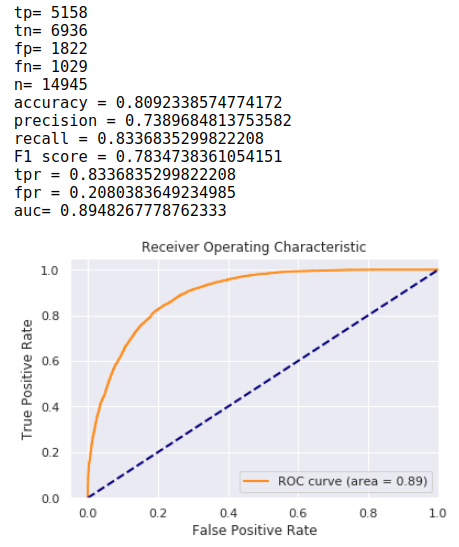 tp= 5158
tn= 6936
fp= 1822
fn= 1029
n= 14945
accuracy = 0.8092338574774172
precision = 0.7389684813753582
recall = 0.8336835299822208
F1 score = 0.7834738361054151
tpr = 0.8336835299822208
fpr = 0.2080383649234985
auc= 0.8948267778762333
Receiver Operating Characteristic
1.0
0.8
0.6
0.4
0.2
0.0
True Positive Rate
ROC curve (area = 0.89)
0.0 0.2 0.4 0.6 0.8 1.0
False Positive Rate